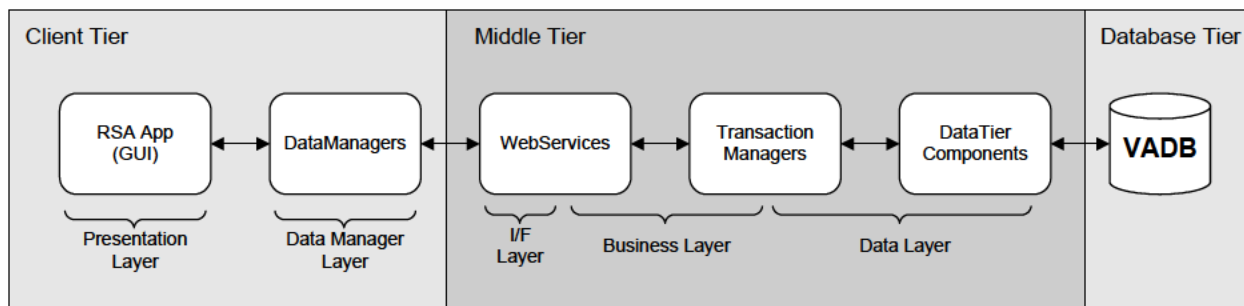 Client Tier
Middle Tier
Database Tier
RSA App
(GUI)
DataManagers
WebServices
Transaction
Managers
DataTier
Components
VADB
Presentation
Layer
Data Manager
Layer
I/F
Layer
Business Layer
Data Layer